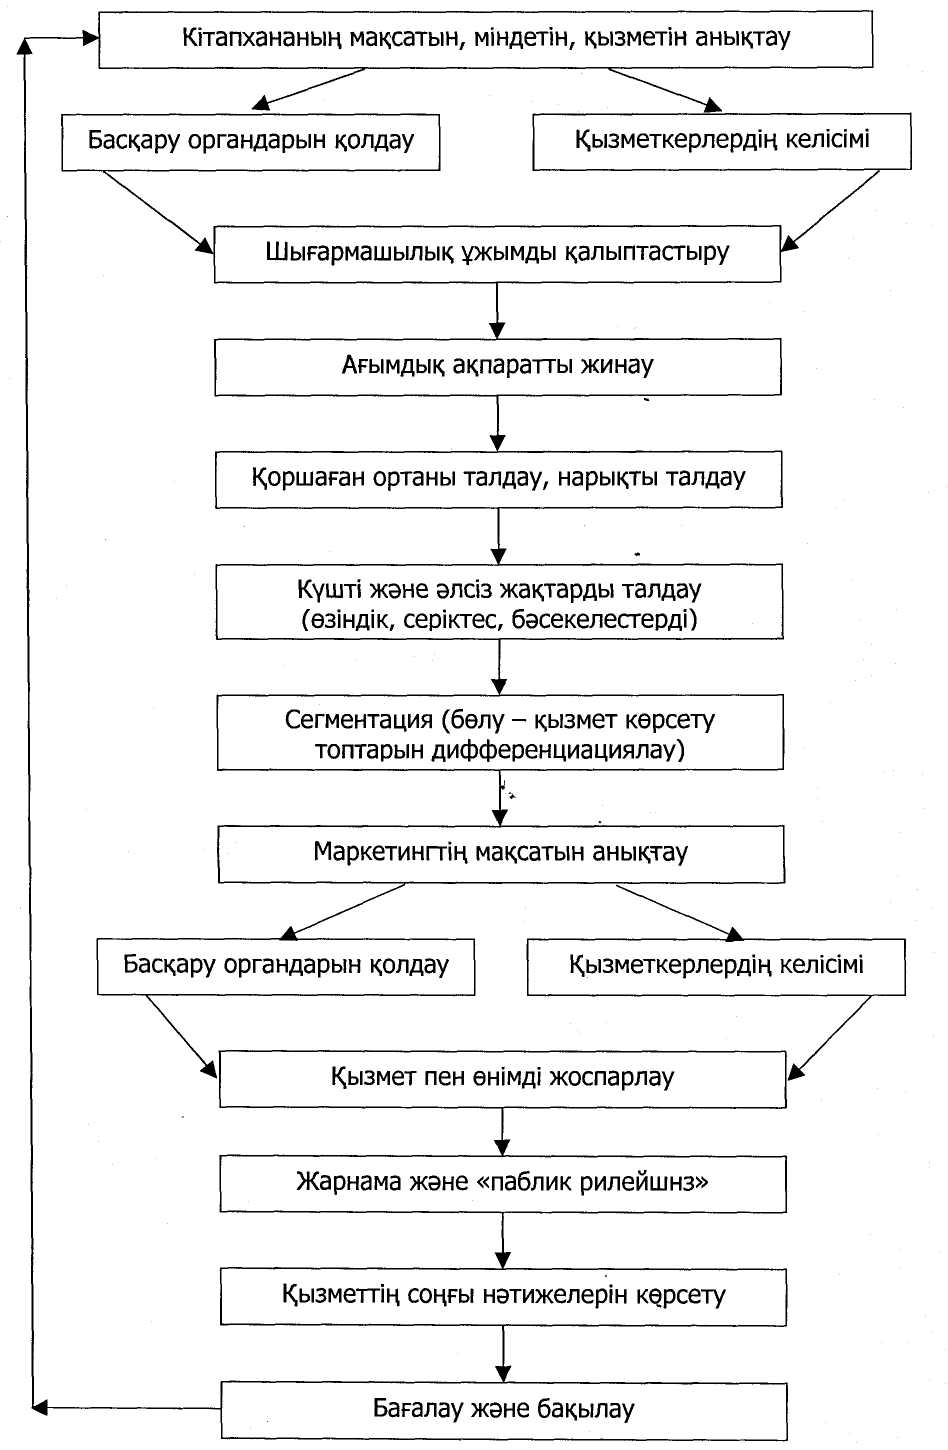 Кітапхананың мақсатын, міндетін, қызметін анықтау
Басқару органдарын қолдау
Қызметкерлердің келісімі
Шығармашылық ұжымды қалыптастыру
Ағымдық ақпаратты жинау
Қоршаған ортаны талдау, нарықты талдау
Күшті және әлсіз жақтарды талдау
(өзіндік, серіктес, бәсекелестерді)
Сегментация (бөлу – қызмет көрсету
топтарын дифференциациялау)
Маркетингтің мақсатын анықтау
Басқару органдарын қолдау
Қызметкерлердің келісімі
Қызмет пен өнімді жоспарлау
Жарнама және «паблик рилейшнз»
Қызметтің соңғы нәтижелерін көрсету
Бағалау және бақылау